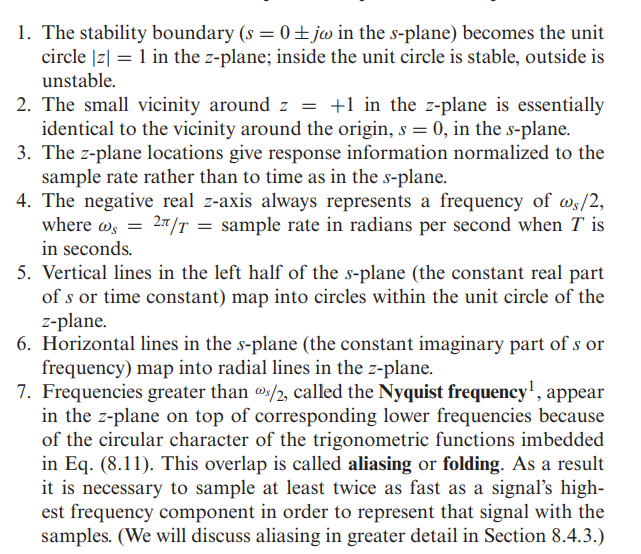 1. The stability boundary (s = 0 ± jω in the s-plane) becomes the unit
circle |z| = 1 in the z-plane; inside the unit circle is stable, outside is
unstable.
2. The small vicinity around z = +1 in the z-plane is essentially
identical to the vicinity around the origin, s = 0, in the s-plane.
3. The z-plane locations give response information normalized to the
sample rate rather than to time as in the s-plane.
4. The negative real z-axis always represents a frequency of ωs/2,
where ωs = 2π/T = sample rate in radians per second when T is
in seconds.
5. Vertical lines in the left half of the s-plane (the constant real part
of s or time constant) map into circles within the unit circle of the
z-plane.
6. Horizontal lines in the s-plane (the constant imaginary part of s or
frequency) map into radial lines in the z-plane.
7. Frequencies greater than ωs/2, called the Nyquist frequency¹, appear
in the z-plane on top of corresponding lower frequencies because
of the circular character of the trigonometric functions imbedded
in Eq. (8.11). This overlap is called aliasing or folding. As a result
it is necessary to sample at least twice as fast as a signal's high-
est frequency component in order to represent that signal with the
samples. (We will discuss aliasing in greater detail in Section 8.4.3.)